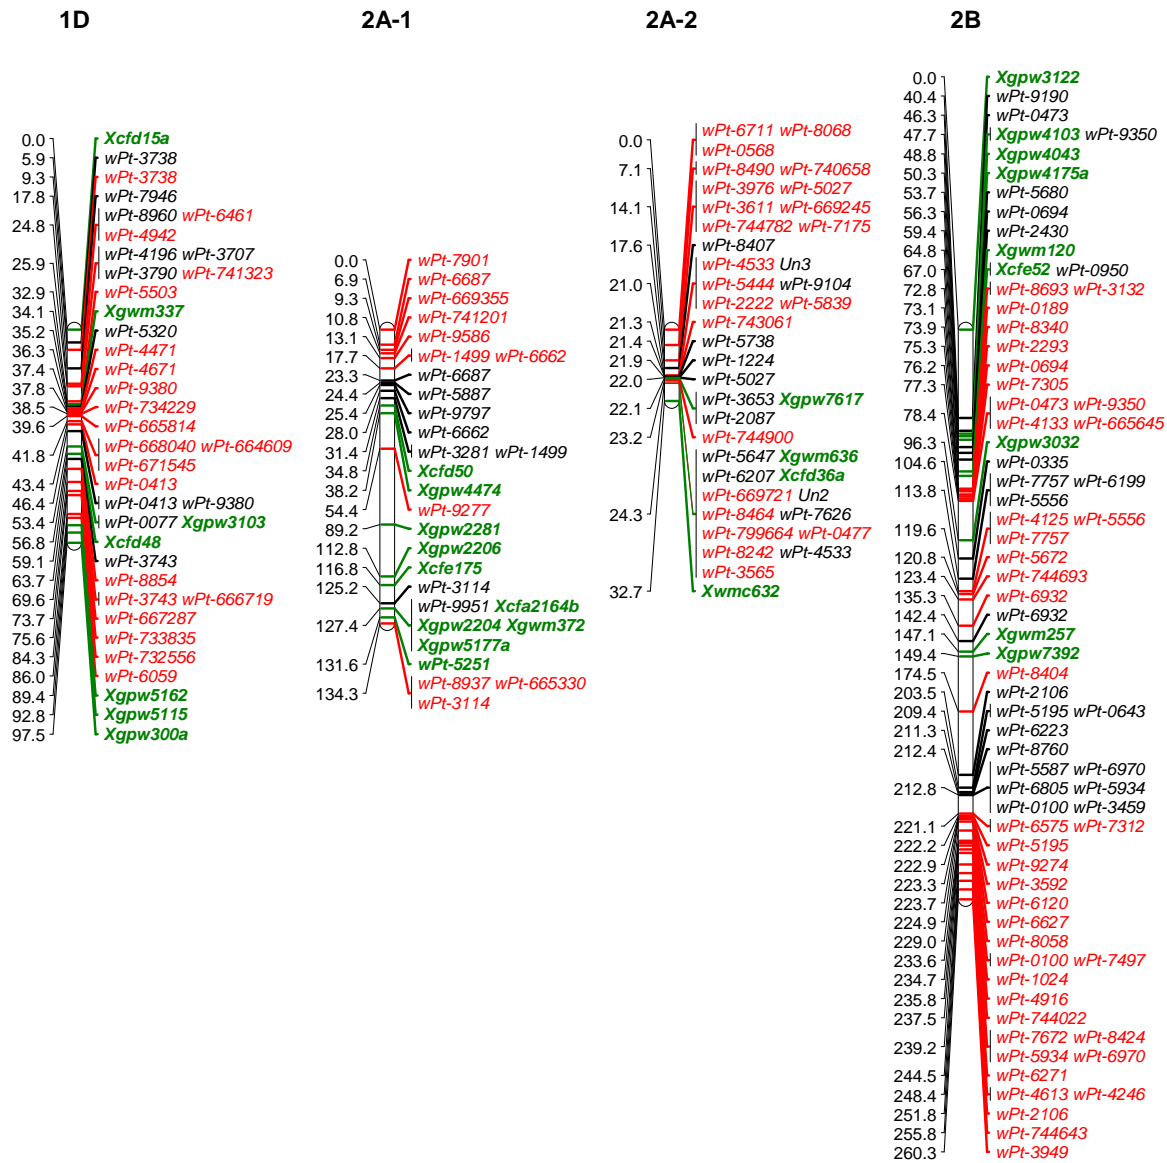 1D
0.0 Xcfd15a
5.9 wPt-3738
9.3 wPt-3738
17.8 wPt-7946
wPt-8960 wPt-6461
24.8
wPt-4942
wPt-4196 wPt-3707
25.9
wPt-3790 wPt-741323
32.9 wPt-5503
34.1 Xgwm337
35.2 wPt-5320
36.3 wPt-4471
37.4 wPt-4671
37.8 wPt-9380
38.5 wPt-734229
39.6 wPt-665814
wPt-668040 wPt-664609
41.8
wPt-671545
43.4 wPt-0413
46.4 wPt-0413 wPt-9380
53.4 wPt-0077 Xgpw3103
56.8 Xcfd48
59.1 wPt-3743
63.7 wPt-8854
69.6 wPt-3743 wPt-666719
73.7 wPt-667287
75.6 wPt-733835
84.3 wPt-732556
86.0 wPt-6059
89.4 Xgpw5162
92.8 Xgpw5115
97.5 Xgpw300a
2A-1
0.0 wPt-7901
6.9 wPt-6687
9.3 wPt-669355
10.8 wPt-741201
13.1 wPt-9586
17.7 wPt-1499 wPt-6662
23.3 wPt-6687
24.4 wPt-5887
25.4 wPt-9797
28.0 wPt-6662
31.4 wPt-3281 wPt-1499
34.8 Xcfd50
38.2 Xgpw4474
54.4 wPt-9277
89.2 Xgpw2281
112.8 Xgpw2206
116.8 Xcfe175
125.2 wPt-3114
wPt-9951 Xcfa2164b
127.4 Xgpw2204 Xgwm372
Xgpw5177a
131.6 wPt-5251
wPt-8937 wPt-665330
134.3
wPt-3114
2A-2
wPt-6711 wPt-8068
0.0
wPt-0568
7.1 wPt-8490 wPt-740658
wPt-3976 wPt-5027
14.1 wPt-3611 wPt-669245
wPt-744782 wPt-7175
17.6 wPt-8407
wPt-4533 Un3
21.0 wPt-5444 wPt-9104
wPt-2222 wPt-5839
21.3 wPt-743061
21.4 wPt-5738
21.9 wPt-1224
22.0 wPt-5027
wPt-3653 Xgpw7617
22.1
wPt-2087
23.2 wPt-744900
wPt-5647 Xgwm636
wPt-6207 Xcfd36a
wPt-669721 Un2
24.3 wPt-8464 wPt-7626
wPt-799664 wPt-0477
wPt-8242 wPt-4533
wPt-3565
32.7 Xwmc632
2B
0.0 Xgpw3122
40.4 wPt-9190
46.3 wPt-0473
47.7 Xgpw4103 wPt-9350
48.8 Xgpw4043
50.3 Xgpw4175a
53.7 wPt-5680
56.3 wPt-0694
59.4 wPt-2430
64.8 Xgwm120
67.0 Xcfe52 wPt-0950
72.8 wPt-8693 wPt-3132
73.1 wPt-0189
73.9 wPt-8340
75.3 wPt-2293
76.2 wPt-0694
77.3 wPt-7305
wPt-0473 wPt-9350
78.4
wPt-4133 wPt-665645
96.3 Xgpw3032
104.6 wPt-0335
wPt-7757 wPt-6199
113.8
wPt-5556
wPt-4125 wPt-5556
119.6
wPt-7757
120.8 wPt-5672
123.4 wPt-744693
135.3 wPt-6932
142.4 wPt-6932
147.1 Xgwm257
149.4 Xgpw7392
174.5 wPt-8404
203.5 wPt-2106
209.4 wPt-5195 wPt-0643
211.3 wPt-6223
212.4 wPt-8760
wPt-5587 wPt-6970
212.8 wPt-6805 wPt-5934
wPt-0100 wPt-3459
221.1 wPt-6575 wPt-7312
222.2 wPt-5195
222.9 wPt-9274
223.3 wPt-3592
223.7 wPt-6120
224.9 wPt-6627
229.0 wPt-8058
233.6 wPt-0100 wPt-7497
234.7 wPt-1024
235.8 wPt-4916
237.5 wPt-744022
wPt-7672 wPt-8424
239.2
wPt-5934 wPt-6970
244.5 wPt-6271
248.4 wPt-4613 wPt-4246
251.8 wPt-2106
255.8 wPt-744643
260.3 wPt-3949